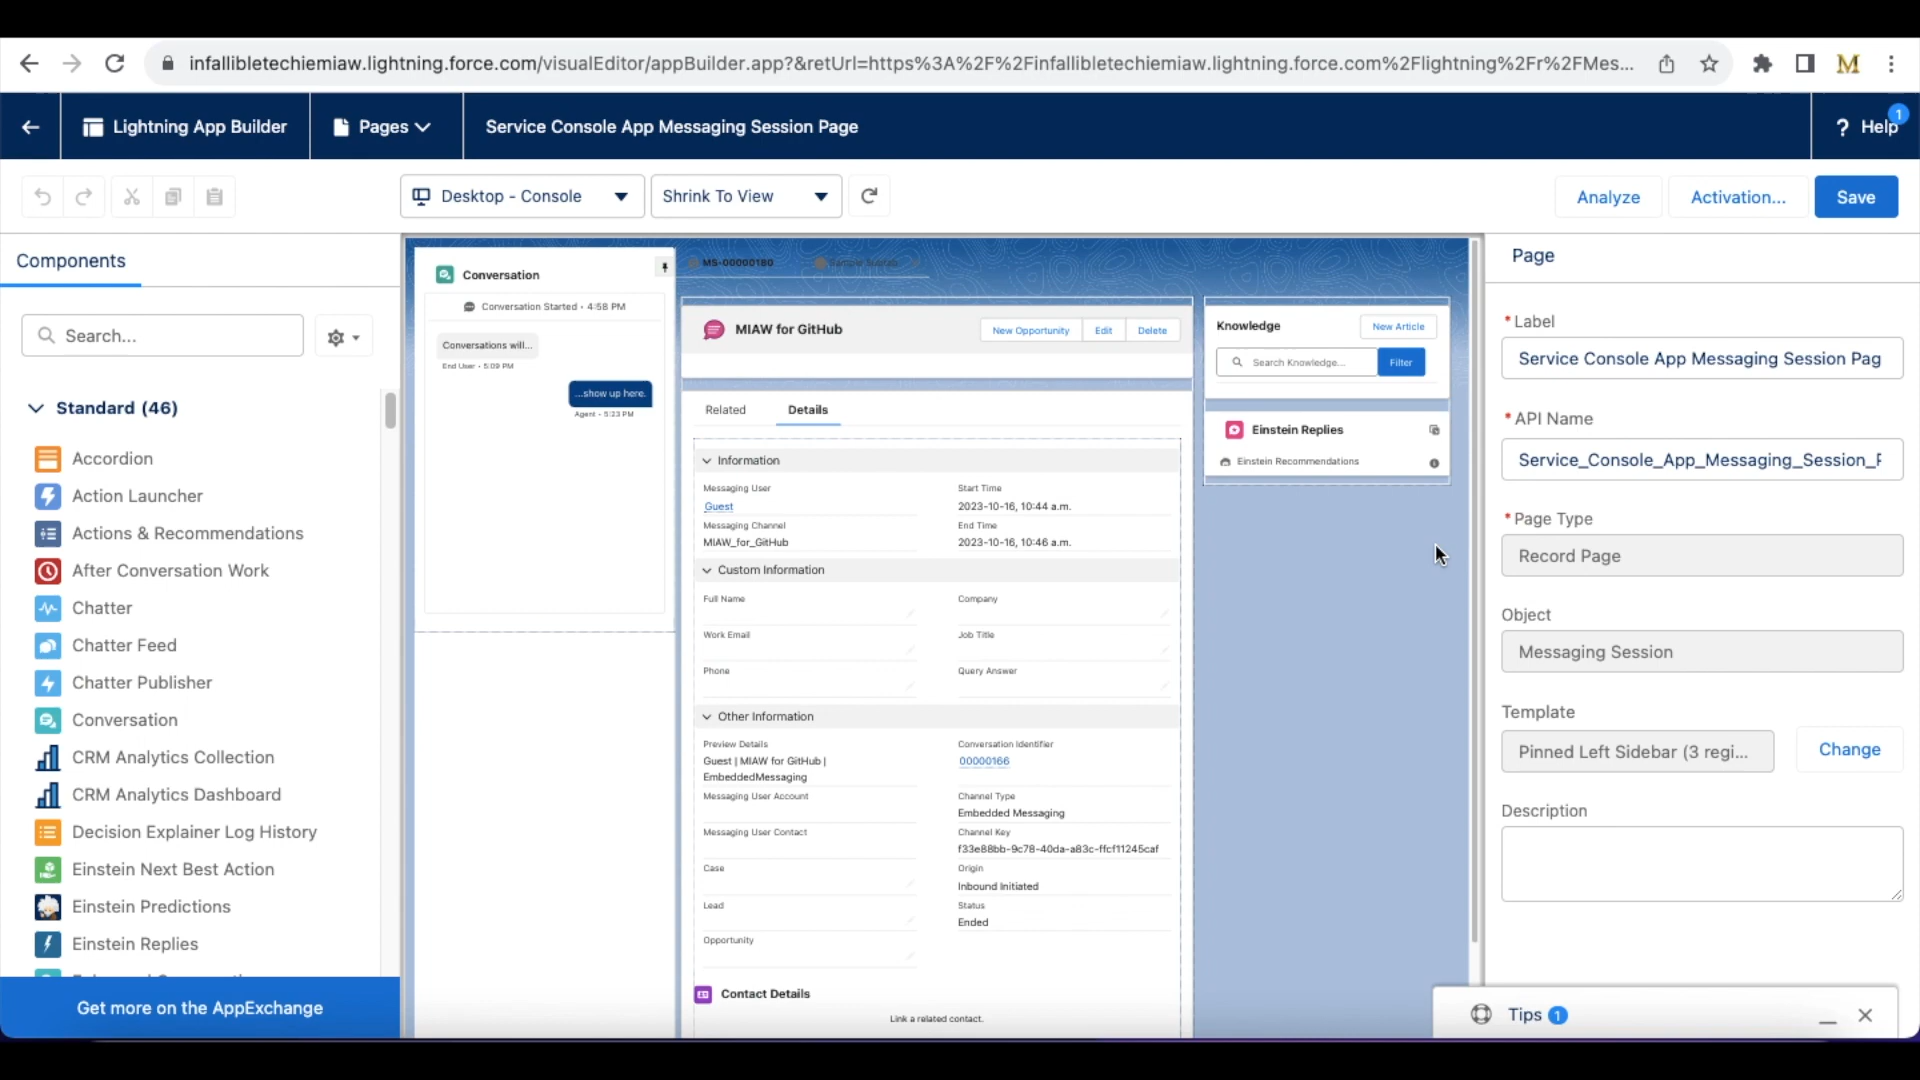 infallibletechiemiaw.lightning.force.com/visualEditor/appBuilder.app?&retUrl=https%3A%2F%2Finfallibletechiemiaw.lightning.force.com%2Flightning%2Fr%2FMes...
M
Lightning App Builder
Pages
Service Console App Messaging Session Page
? Help
1
Desktop - Console
Shrink To View
Analyze
Activation...
Save
Components
Search...
Standard (46)
Accordion
Action Launcher
Actions & Recommendations
After Conversation Work
Chatter
Chatter Feed
Chatter Publisher
Conversation
CRM Analytics Collection
CRM Analytics Dashboard
Decision Explainer Log History
Einstein Next Best Action
Einstein Predictions
Einstein Replies
Get more on the AppExchange
Conversation
Conversation Started • 4:58 PM
Conversations will...
End User • 5:09 PM
...show up here.
Agent • 5:23 PM
MS-00000180
Sample Subtab
MIAW for GitHub
New Opportunity
Edit
Delete
Related
Details
Information
Messaging User
Guest
Start Time
2023-10-16, 10:44 a.m.
Messaging Channel
MIAW_for_GitHub
End Time
2023-10-16, 10:46 a.m.
Custom Information
Full Name
Company
Work Email
Job Title
Phone
Query Answer
Other Information
Preview Details
Guest | MIAW for GitHub |
EmbeddedMessaging
Conversation Identifier
00000166
Messaging User Account
Channel Type
Embedded Messaging
Messaging User Contact
Channel Key
f33e88bb-9c78-40da-a83c-ffcf11245caf
Case
Origin
Inbound Initiated
Lead
Status
Ended
Opportunity
Contact Details
Link a related contact.
Knowledge
New Article
Search Knowledge...
Filter
Einstein Replies
Einstein Recommendations
Page
* Label
Service Console App Messaging Session Pag
* API Name
Service_Console_App_Messaging_Session_F
* Page Type
Record Page
Object
Messaging Session
Template
Pinned Left Sidebar (3 regi...
Change
Description
Tips 1